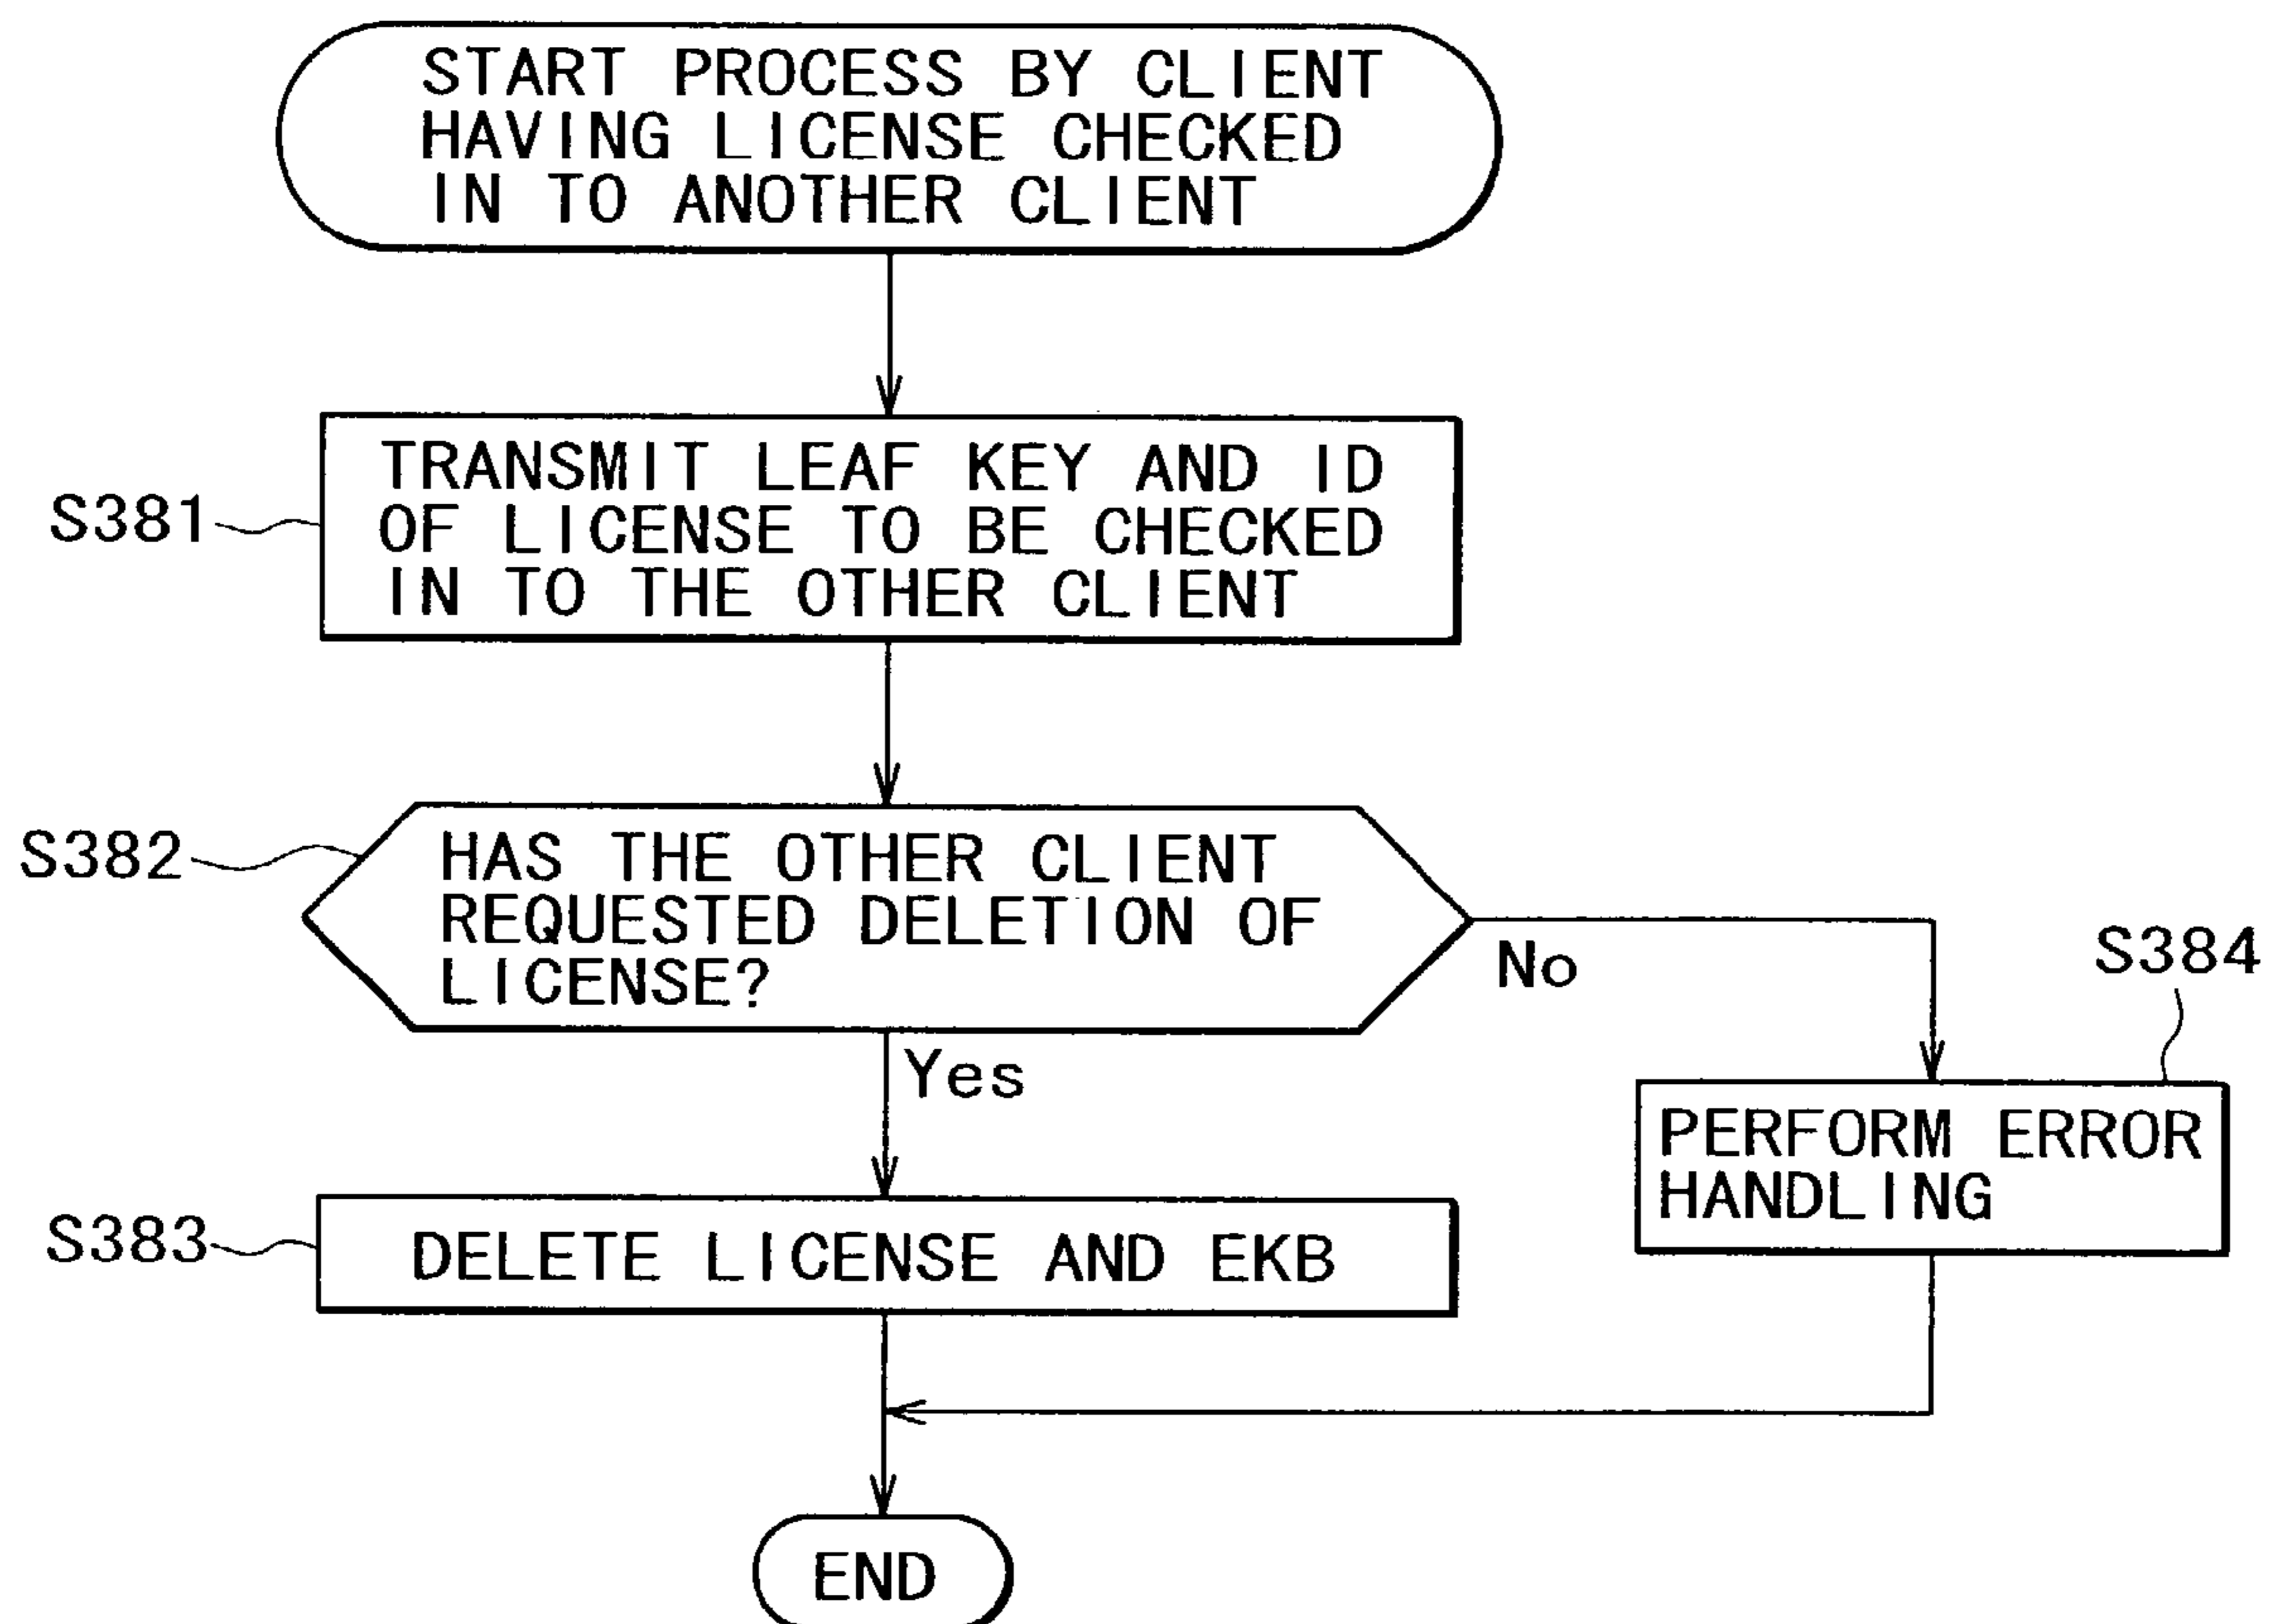 START PROCESS BY CLIENT
HAVING LICENSE CHECKED
IN TO ANOTHER CLIENT
S381
TRANSMIT LEAF KEY AND ID
OF LICENSE TO BE CHECKED
IN TO THE OTHER CLIENT
S382
HAS THE OTHER CLIENT
REQUESTED DELETION OF
LICENSE?
No
S384
Yes
PERFORM ERROR
HANDLING
S383
DELETE LICENSE AND EKB
END